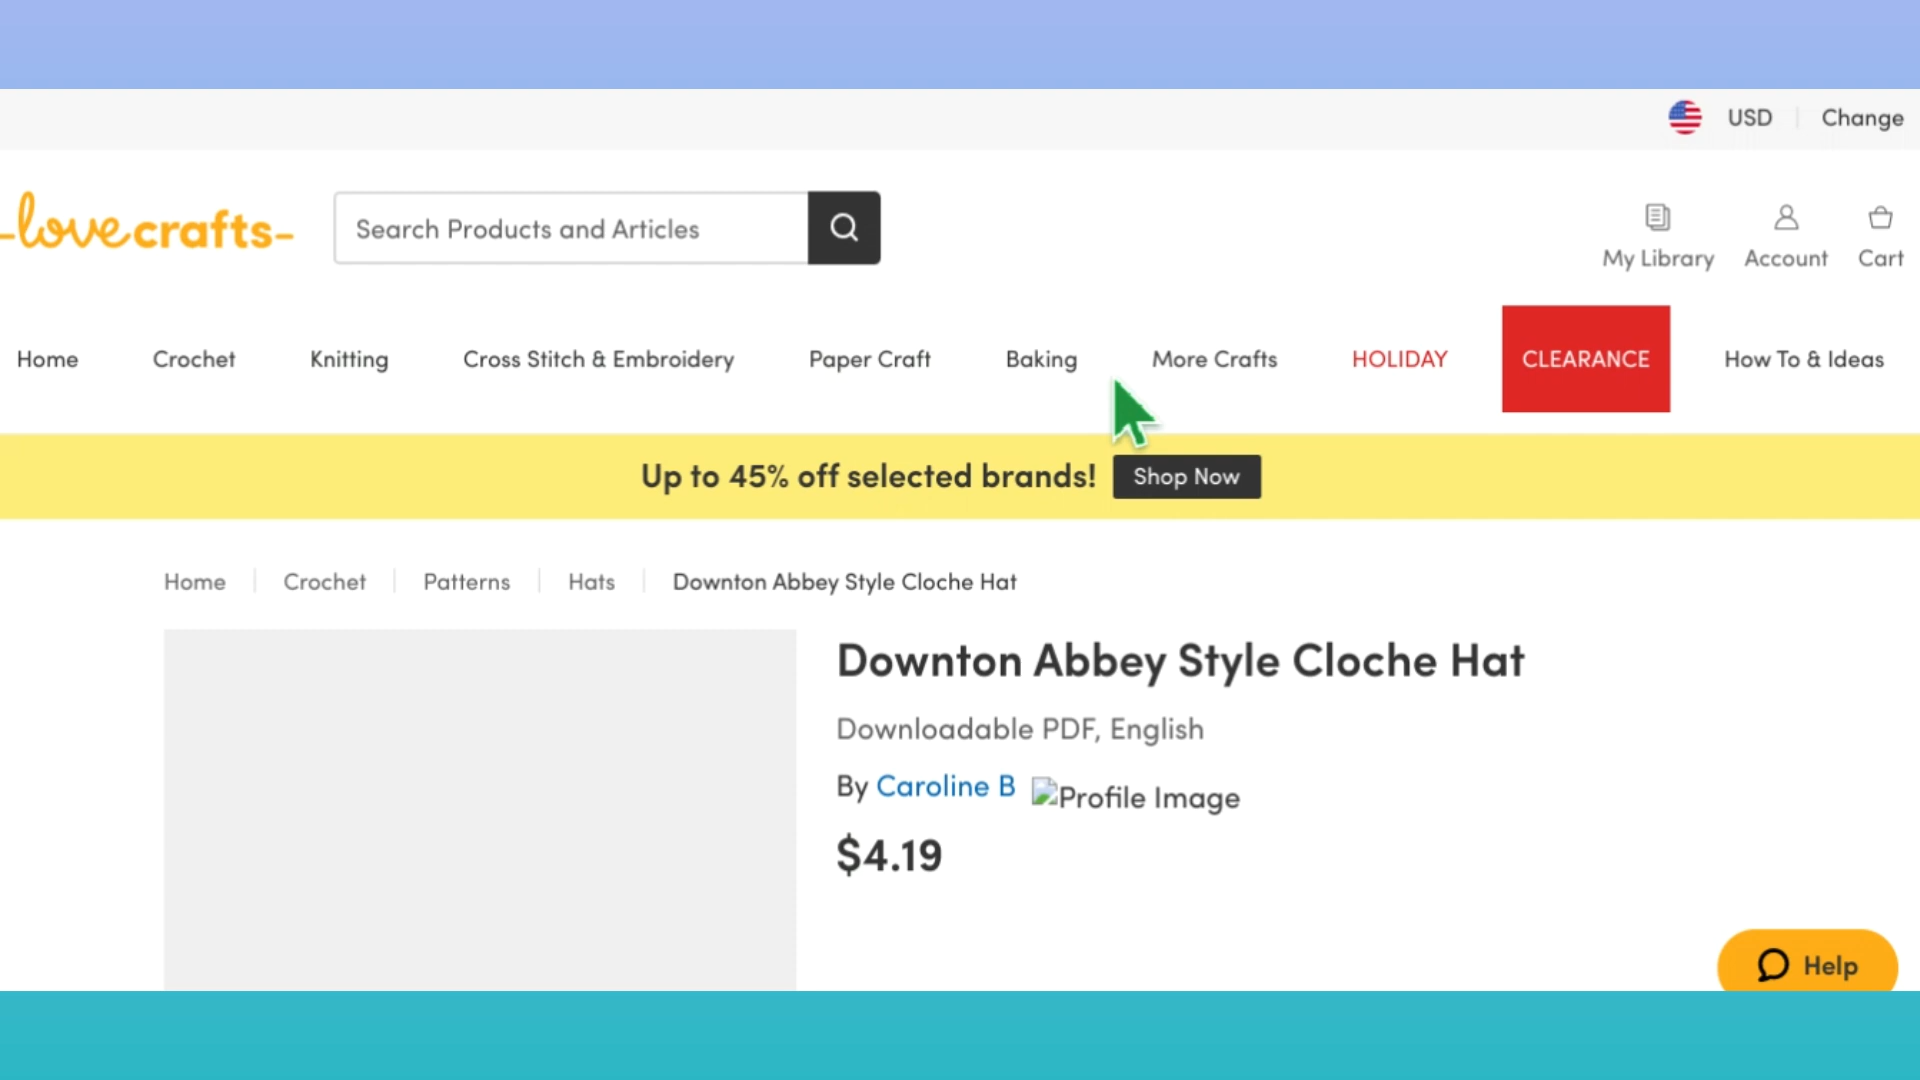 USD Change
lovecrafts
Search Products and Articles
My Library Account Cart
Home Crochet Knitting Cross Stitch & Embroidery Paper Craft Baking More Crafts HOLIDAY CLEARANCE How To & Ideas
Up to 45% off selected brands! Shop Now
Home Crochet Patterns Hats Downton Abbey Style Cloche Hat
Downton Abbey Style Cloche Hat
Downloadable PDF, English
By Caroline B Profile Image
$4.19
Help